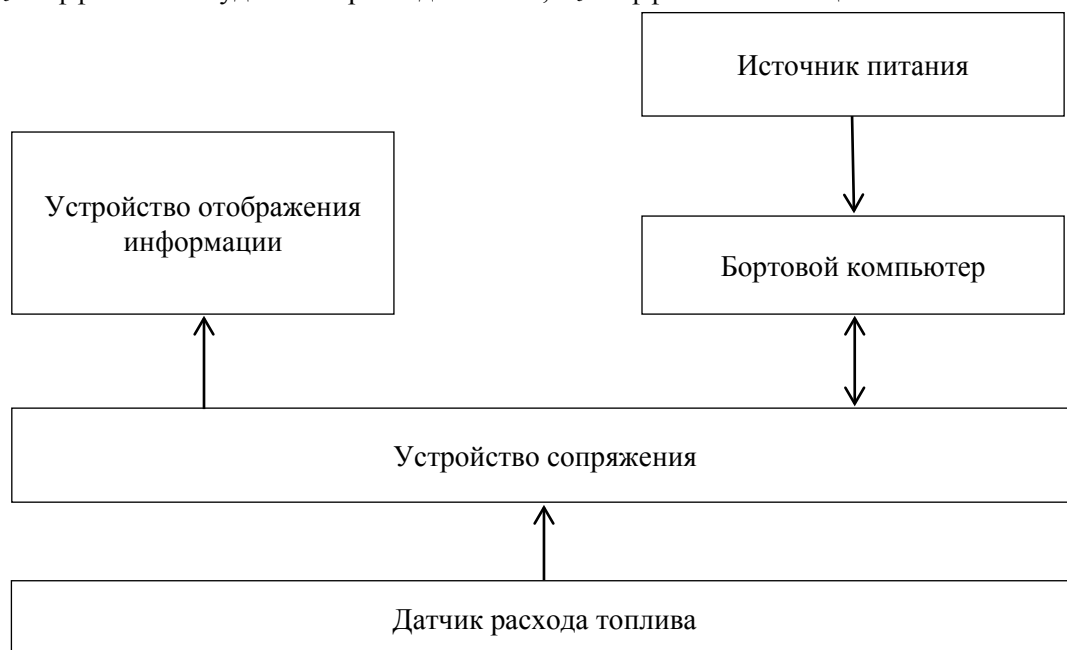 Источник питания
Устройство отображения
информации
Бортовой компьютер
Устройство сопряжения
Датчик расхода топлива